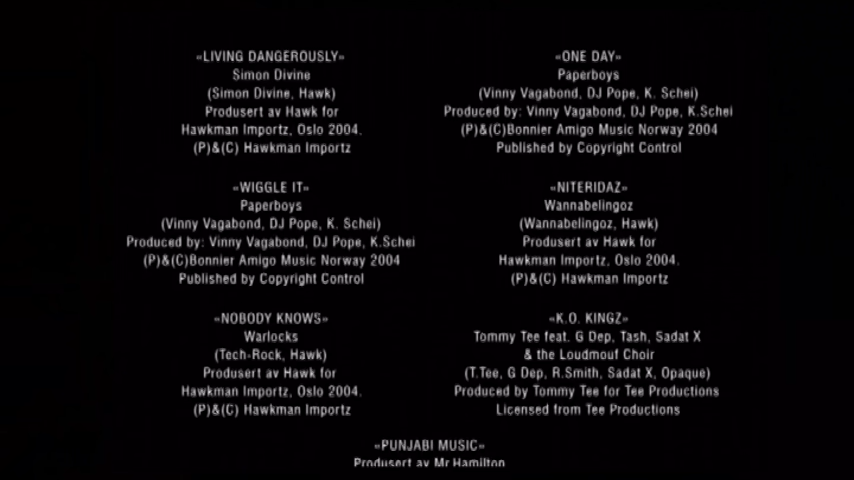 «LIVING DANGEROUSLY»
Simon Divine
(Simon Divine, Hawk)
Produsert av Hawk for
Hawkman Importz, Oslo 2004.
(P)&(C) Hawkman Importz
«ONE DAY»
Paperboys
(Vinny Vagabond, DJ Pope, K. Schei)
Produced by: Vinny Vagabond, DJ Pope, K.Schei
(P)&(C)Bonnier Amigo Music Norway 2004
Published by Copyright Control
«WIGGLE IT»
Paperboys
(Vinny Vagabond, DJ Pope, K. Schei)
Produced by: Vinny Vagabond, DJ Pope, K.Schei
(P)&(C)Bonnier Amigo Music Norway 2004
Published by Copyright Control
«NITERIDAZ»
Wannabelingoz
(Wannabelingoz, Hawk)
Produsert av Hawk for
Hawkman Importz, Oslo 2004.
(P)&(C) Hawkman Importz
«NOBODY KNOWS»
Warlocks
(Tech-Rock, Hawk)
Produsert av Hawk for
Hawkman Importz, Oslo 2004.
(P)&(C) Hawkman Importz
«K.O. KINGZ»
Tommy Tee feat. G Dep, Tash, Sadat X
& the Loudmouf Choir
(T.Tee, G Dep, R.Smith, Sadat X, Opaque)
Produced by Tommy Tee for Tee Productions
Licensed from Tee Productions
«PUNJABI MUSIC»
Produsert av Mr.Hamilton